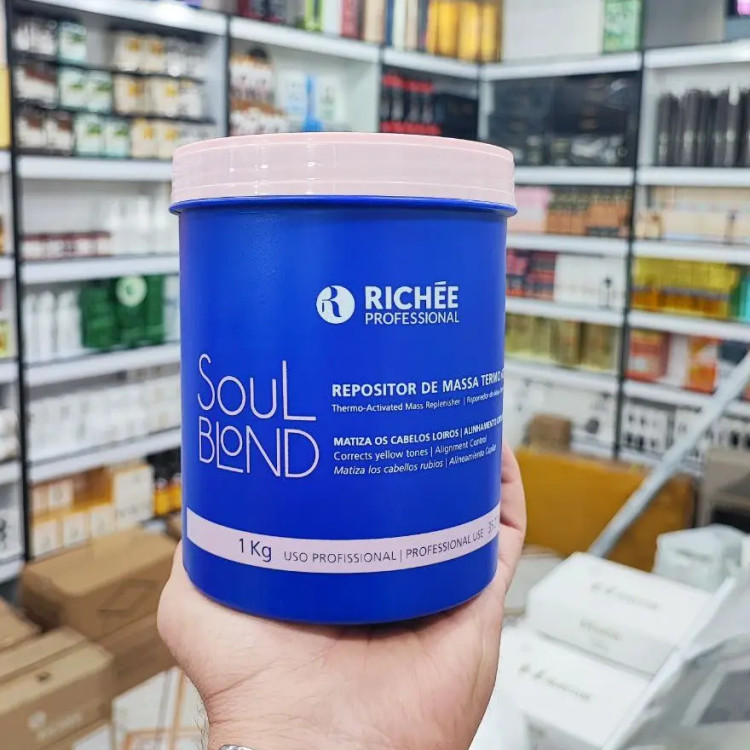 RICHÉE
PROFESSIONAL
SOUL
BLOND
REPOSITOR DE MASSA TERMO
Thermo-Activated Mass Replenisher |
MATIZA OS CABELOS LOIROS | ALINHAMENTO
Corrects yellow tones | Alignment Control
Matiza los cabellos rubios | Alineamiento Capilar
1 Kg USO PROFISSIONAL | PROFESSIONAL USE